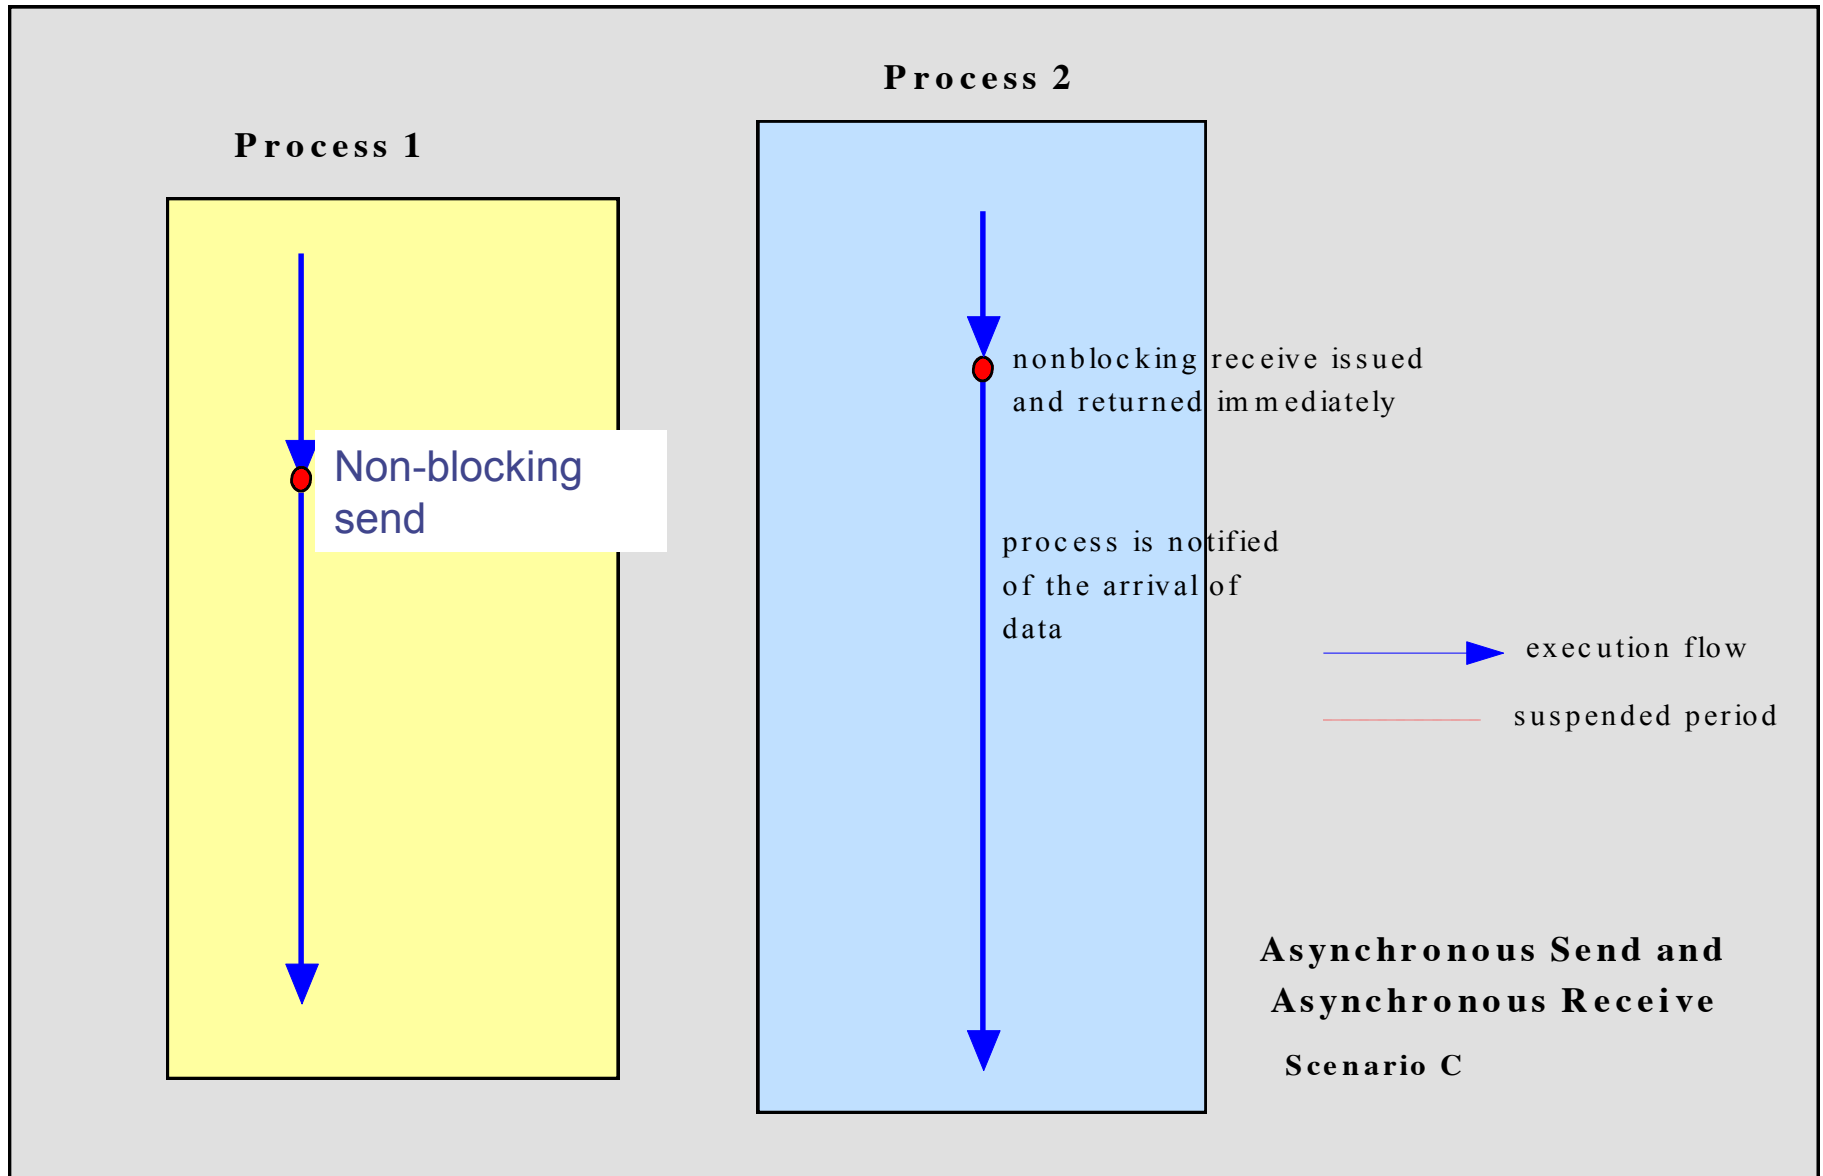 Process 2
Process 1
nonblocking receive issued
and returned immediately
Non-blocking
send
process is notified
of the arrival of
data
execution flow
suspended period
Asynchronous Send and
Asynchronous Receive
Scenario C